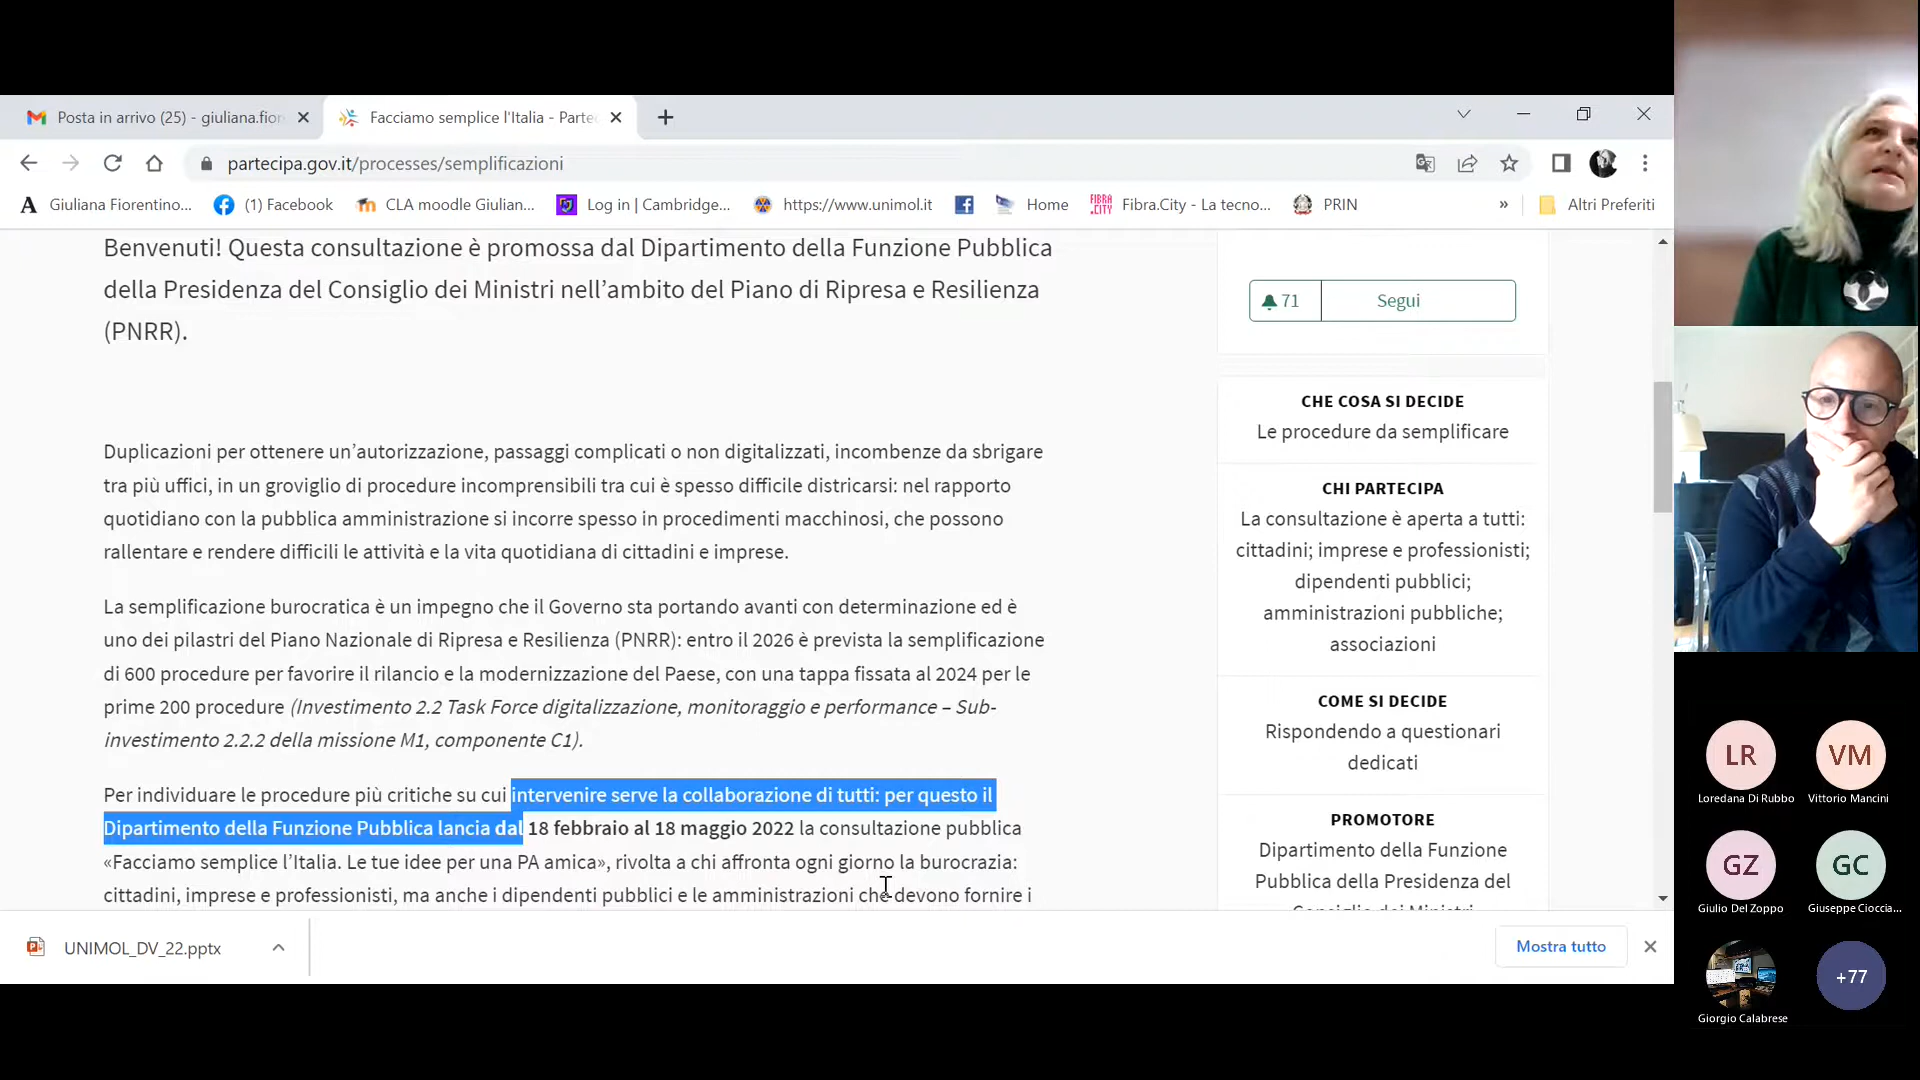 Posta in arrivo (25) - giuliana.fior
Facciamo semplice l'Italia - Parte
partecipa.gov.it/processes/semplificazioni
Giuliana Fiorentino...
(1) Facebook
CLA moodle Giulian...
Log in | Cambridge...
https://www.unimol.it
Home
FIBRA.CITY
Fibra.City - La tecno...
PRIN
»
Altri Preferiti
Benvenuti! Questa consultazione è promossa dal Dipartimento della Funzione Pubblica
della Presidenza del Consiglio dei Ministri nell’ambito del Piano di Ripresa e Resilienza
(PNRR).
Duplicazioni per ottenere un’autorizzazione, passaggi complicati o non digitalizzati, incombenze da sbrigare
tra più uffici, in un groviglio di procedure incomprensibili tra cui è spesso difficile districarsi: nel rapporto
quotidiano con la pubblica amministrazione si incorre spesso in procedimenti macchinosi, che possono
rallentare e rendere difficili le attività e la vita quotidiana di cittadini e imprese.
La semplificazione burocratica è un impegno che il Governo sta portando avanti con determinazione ed è
uno dei pilastri del Piano Nazionale di Ripresa e Resilienza (PNRR): entro il 2026 è prevista la semplificazione
di 600 procedure per favorire il rilancio e la modernizzazione del Paese, con una tappa fissata al 2024 per le
prime 200 procedure (Investimento 2.2 Task Force digitalizzazione, monitoraggio e performance – Sub-
investimento 2.2.2 della missione M1, componente C1).
Per individuare le procedure più critiche su cui intervenire serve la collaborazione di tutti: per questo il
Dipartimento della Funzione Pubblica lancia dal 18 febbraio al 18 maggio 2022 la consultazione pubblica
«Facciamo semplice l’Italia. Le tue idee per una PA amica», rivolta a chi affronta ogni giorno la burocrazia:
cittadini, imprese e professionisti, ma anche i dipendenti pubblici e le amministrazioni che devono fornire i
71
Segui
CHE COSA SI DECIDE
Le procedure da semplificare
CHI PARTECIPA
La consultazione è aperta a tutti:
cittadini; imprese e professionisti;
dipendenti pubblici;
amministrazioni pubbliche;
associazioni
COME SI DECIDE
Rispondendo a questionari
dedicati
PROMOTORE
Dipartimento della Funzione
Pubblica della Presidenza del
Consiglio dei Ministri
UNIMOL_DV_22.pptx
Mostra tutto
LR
Loredana Di Rubbo
VM
Vittorio Mancini
GZ
Giulio Del Zoppo
GC
Giuseppe Cioccia...
Giorgio Calabrese
+77